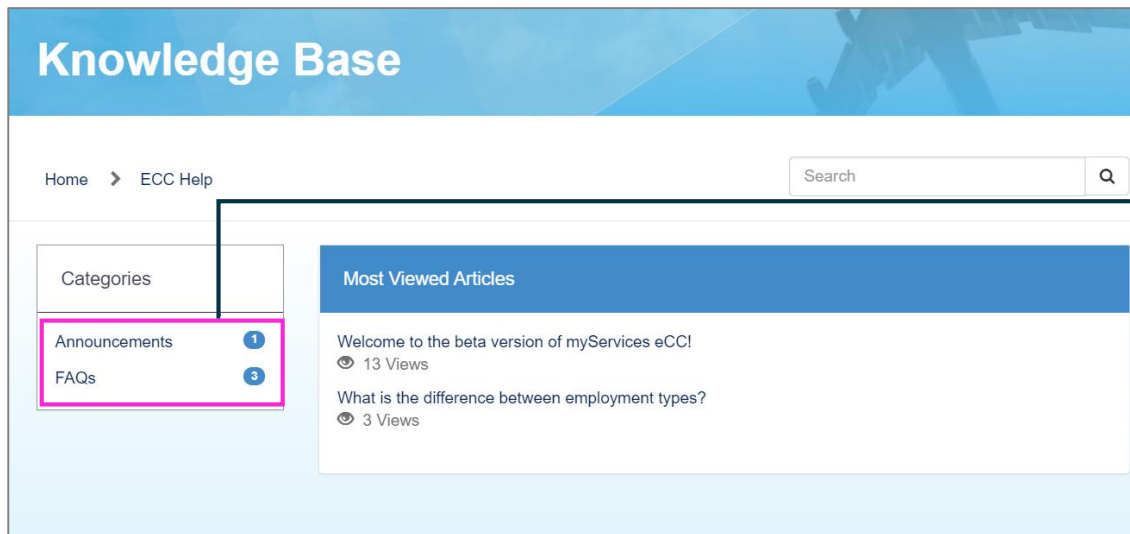 Knowledge Base
Home > ECC Help
Search
Categories
Announcements 1
FAQs 3
Most Viewed Articles
Welcome to the beta version of myServices eCC!
13 Views
What is the difference between employment types?
3 Views